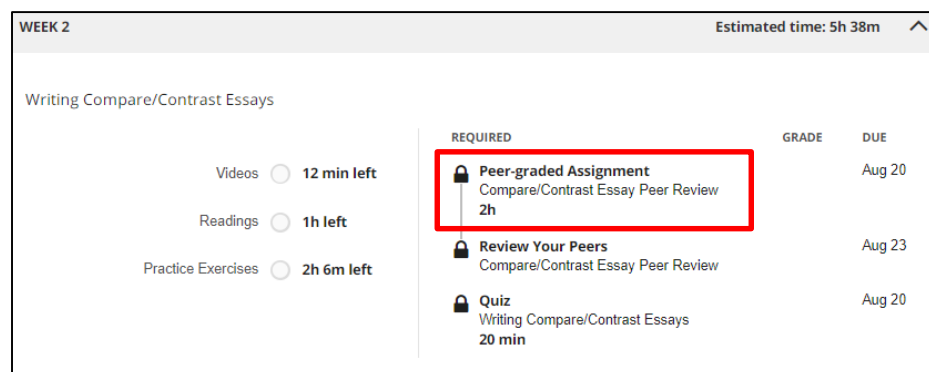 WEEK 2 Estimated time: 5h 38m
Writing Compare/Contrast Essays
Videos 12 min left
Readings 1h left
Practice Exercises 2h 6m left
REQUIRED GRADE DUE
Peer-graded Assignment Aug 20
Compare/Contrast Essay Peer Review
2h
Review Your Peers Aug 23
Compare/Contrast Essay Peer Review
Quiz Aug 20
Writing Compare/Contrast Essays
20 min